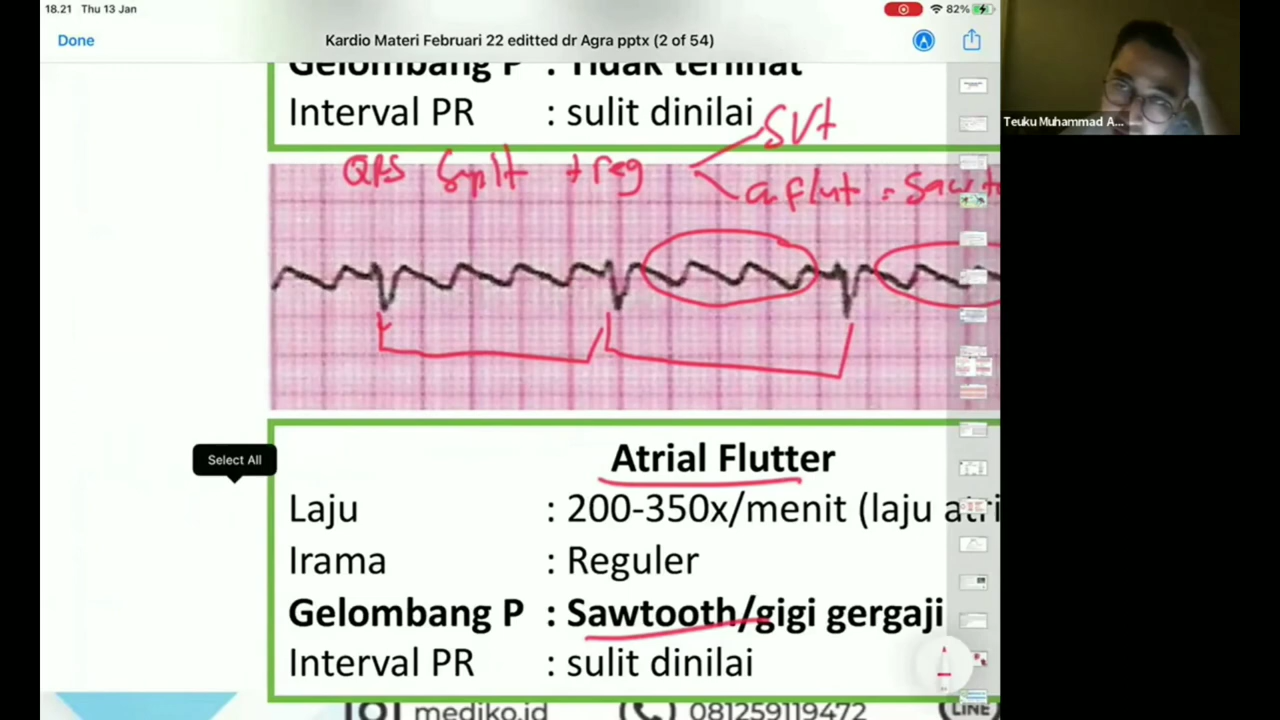 18.21 Thu 13 Jan
82%
Done
Kardio Materi Februari 22 editted dr Agra pptx (2 of 54)
Gelombang P : Tidak terlihat
Interval PR : sulit dinilai
SVT
QRS + reg
a flut = saw
Teuku Muhammad A...
Select All
Atrial Flutter
Laju : 200-350x/menit (laju atri
Irama : Reguler
Gelombang P : Sawtooth/gigi gergaji
Interval PR : sulit dinilai
mediko.id 081259119472 LINE